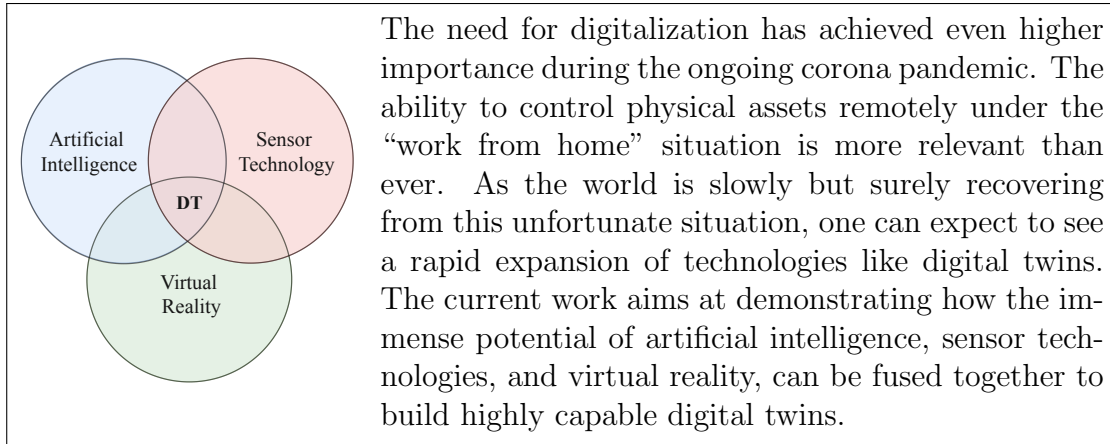 Artificial
Intelligence
Sensor
Technology
DT
Virtual
Reality
The need for digitalization has achieved even higher
importance during the ongoing corona pandemic. The
ability to control physical assets remotely under the
“work from home” situation is more relevant than
ever. As the world is slowly but surely recovering
from this unfortunate situation, one can expect to see
a rapid expansion of technologies like digital twins.
The current work aims at demonstrating how the im-
mense potential of artificial intelligence, sensor tech-
nologies, and virtual reality, can be fused together to
build highly capable digital twins.